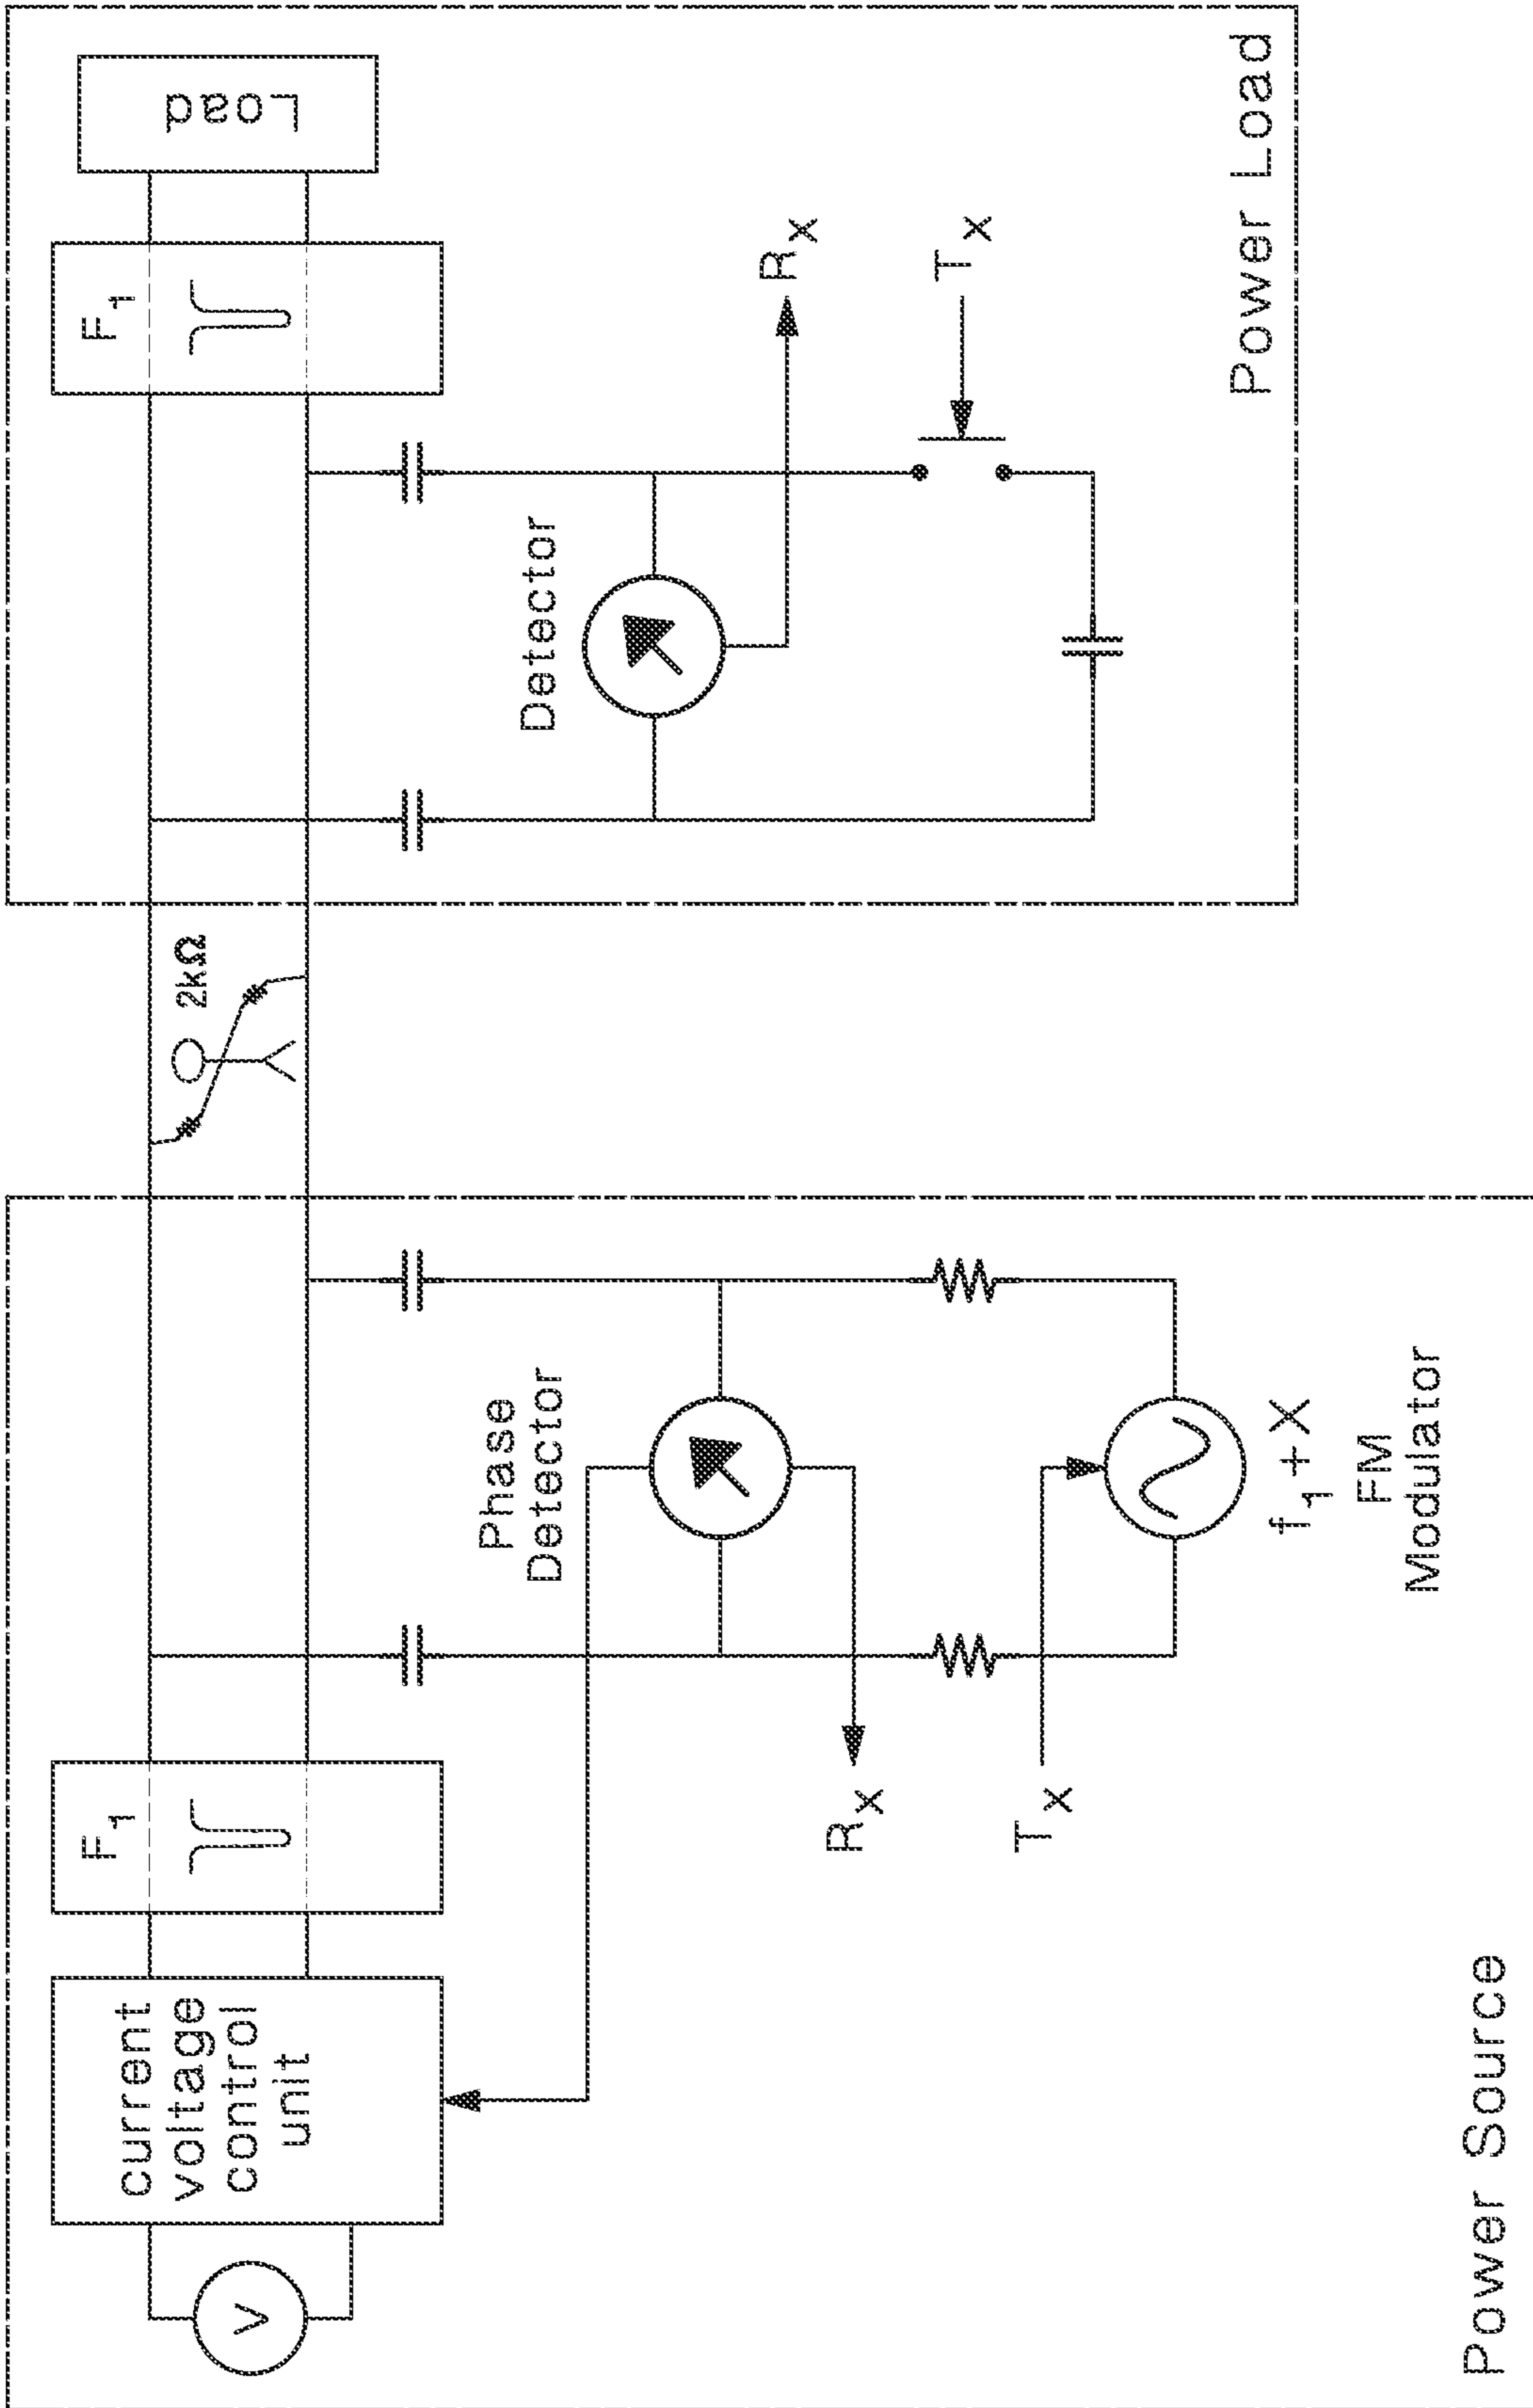 current
voltage
control
unit
V
F1
Phase
Detector
Rx
Tx
f1+X
FM
Modulator
Power Source
2kΩ
F1
Load
Detector
Rx
Tx
Power Load